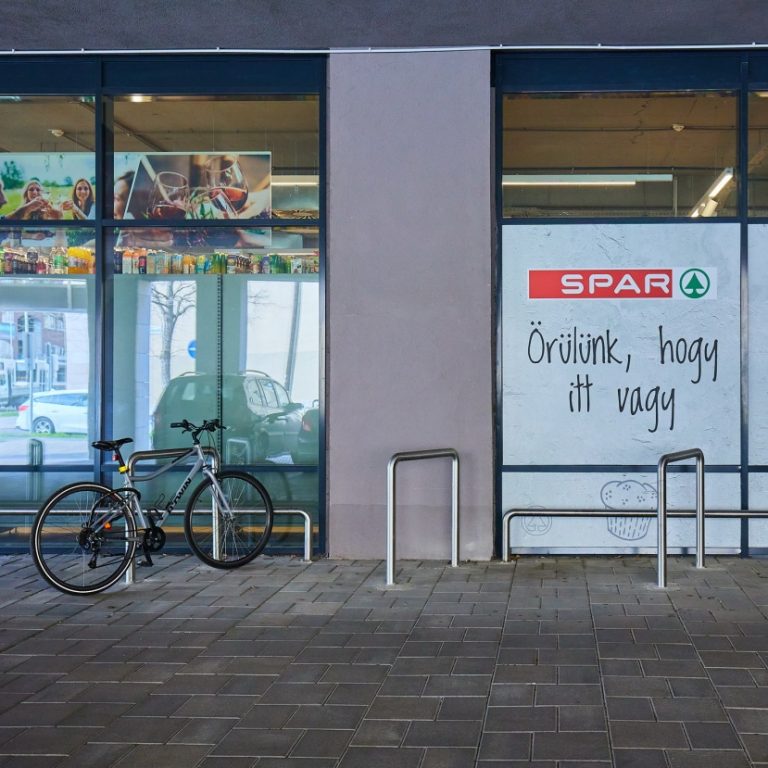 SPAR
Örülünk, hogy
itt vagy